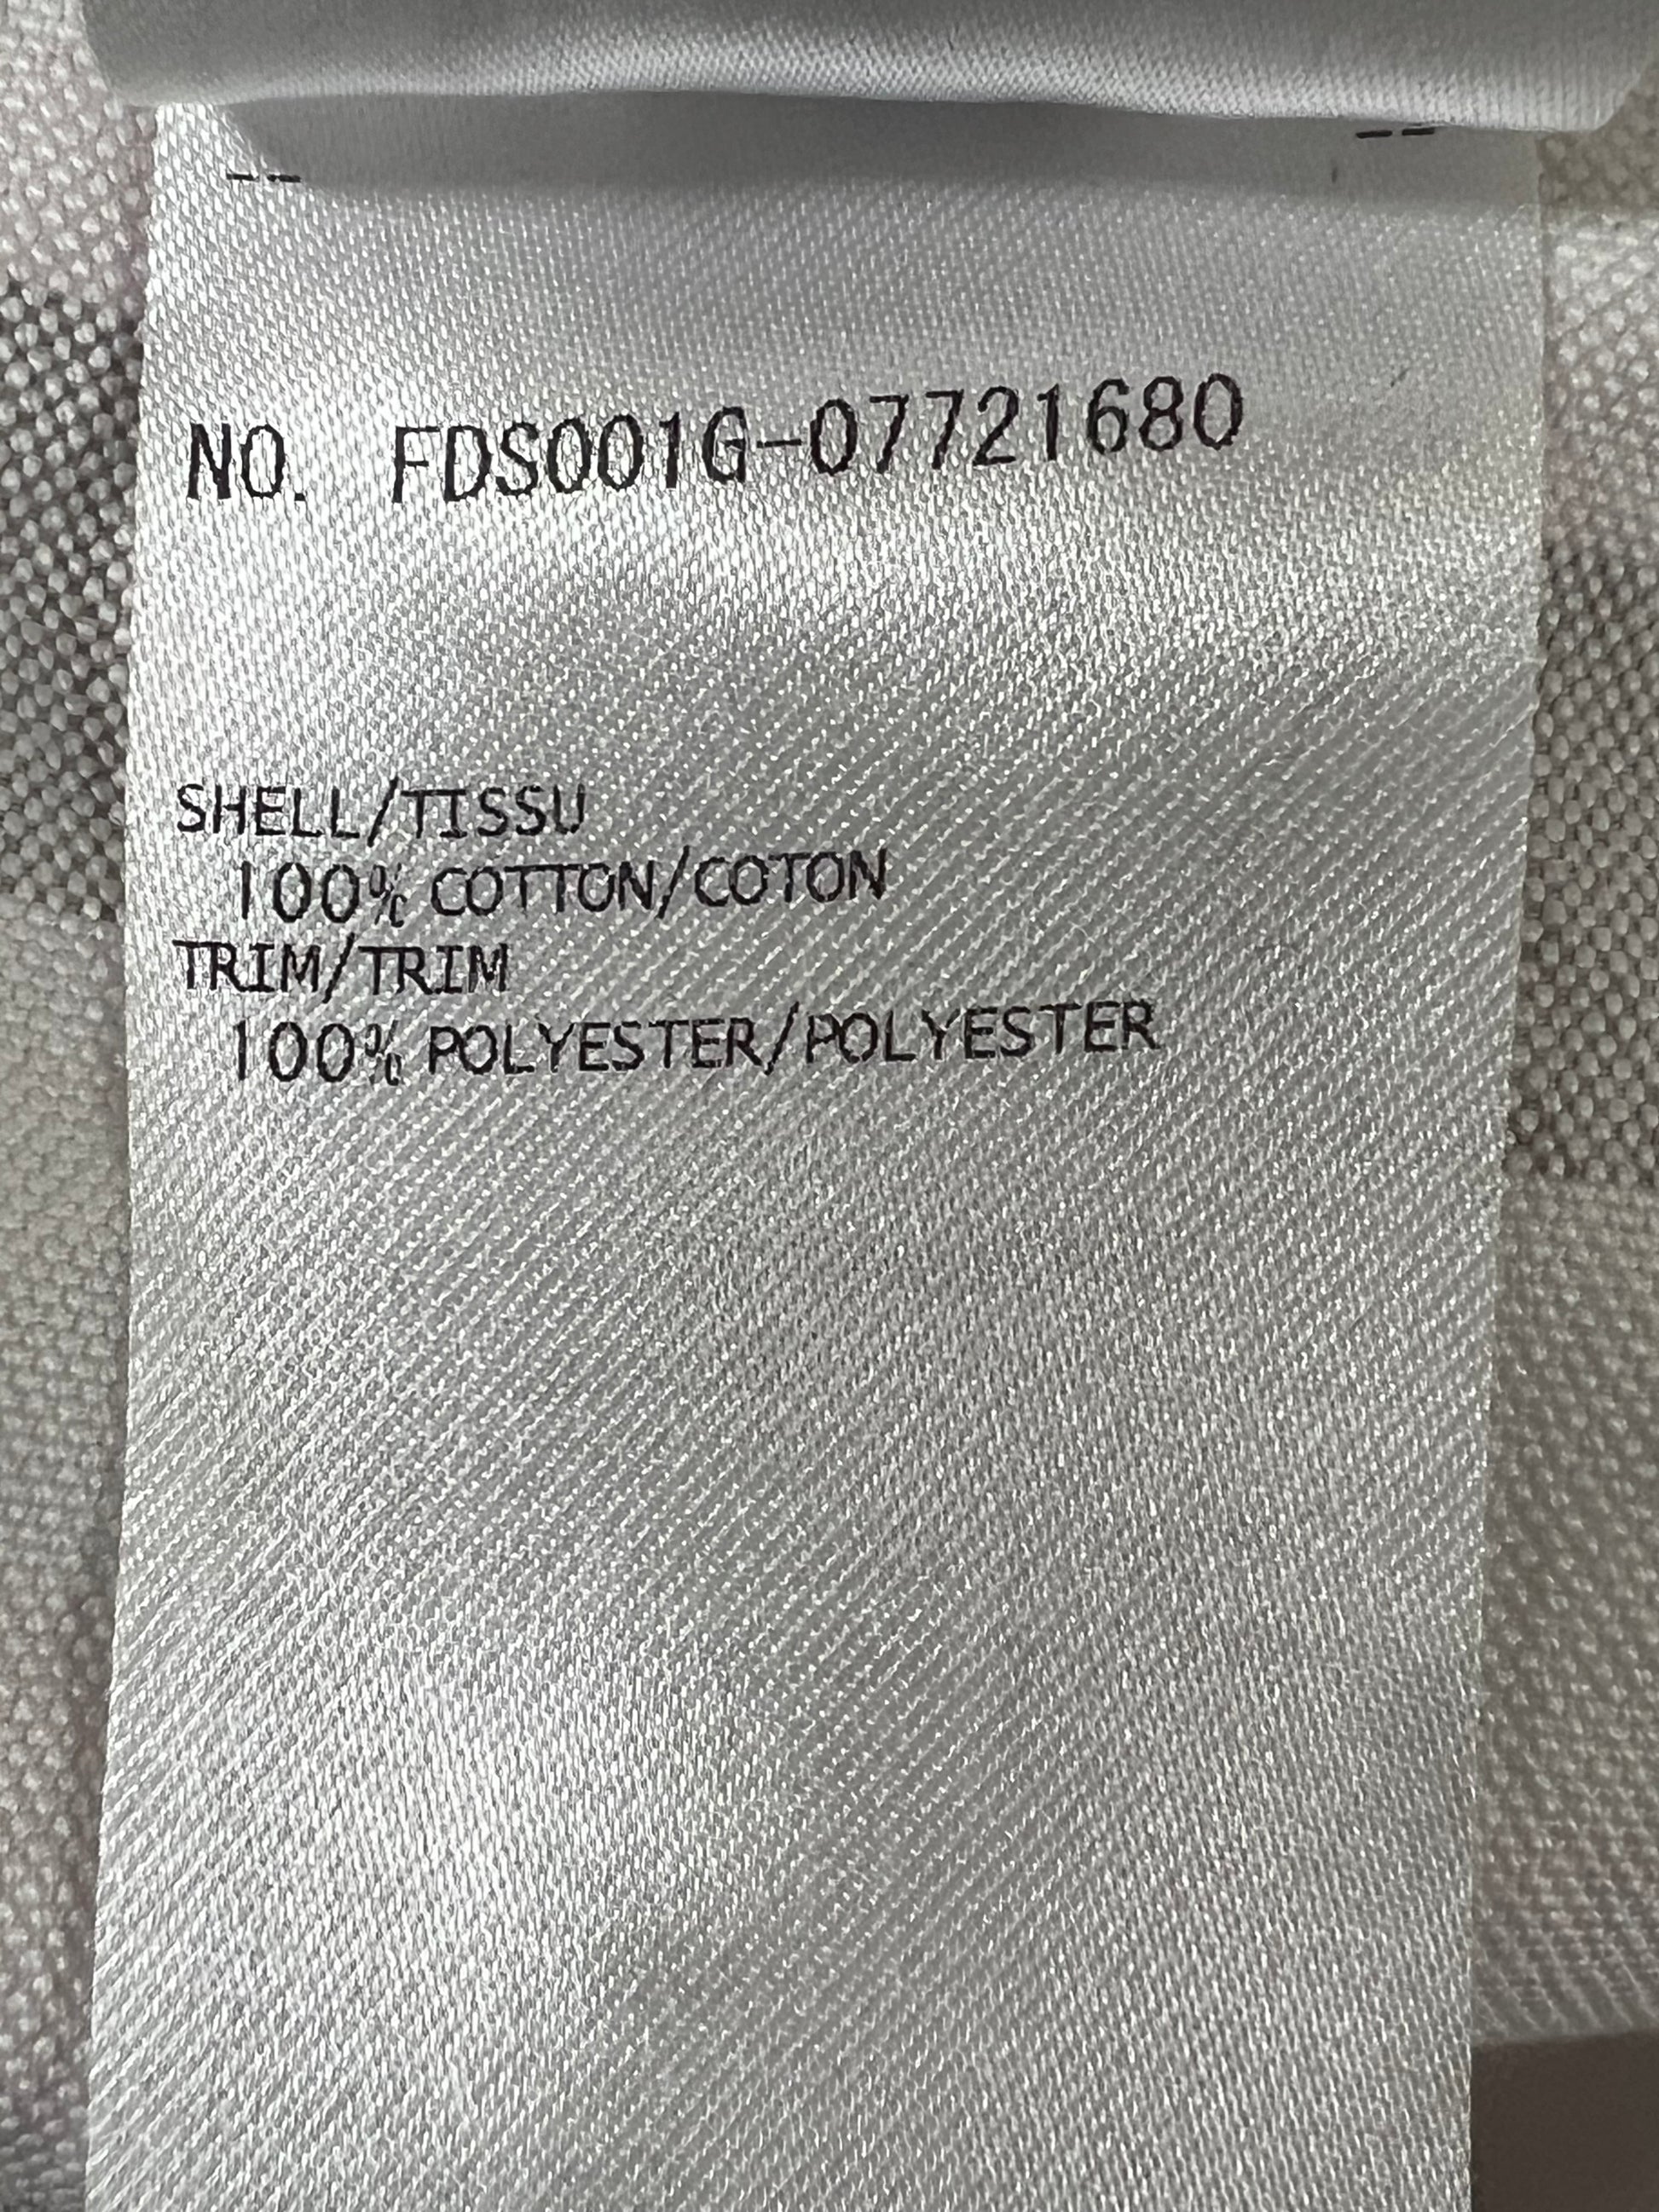 NO. FDS001G-07721680
SHELL/TISSU
100% COTTON/COTON
TRIM/TRIM
100% POLYESTER/POLYESTER